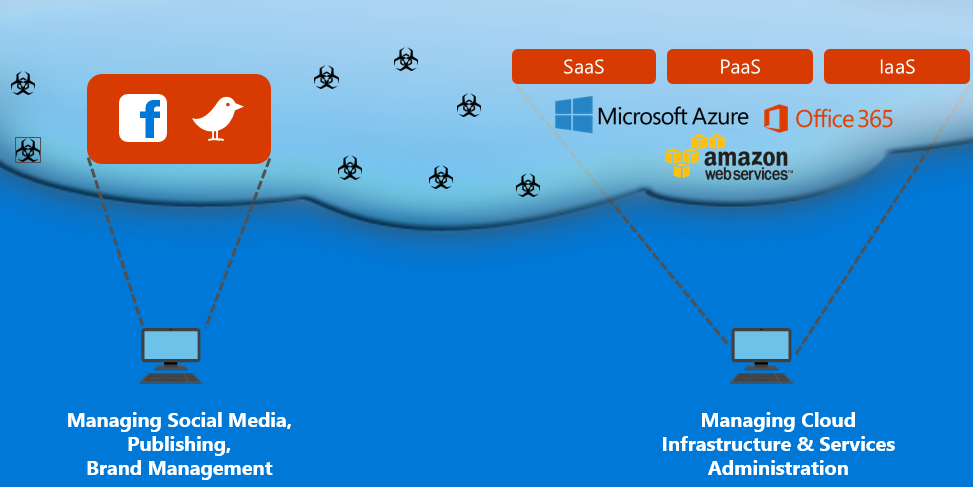 SaaS
PaaS
IaaS
f
Microsoft Azure
Office 365
amazon
webservices™
Managing Social Media,
Publishing,
Brand Management
Managing Cloud
Infrastructure & Services
Administration